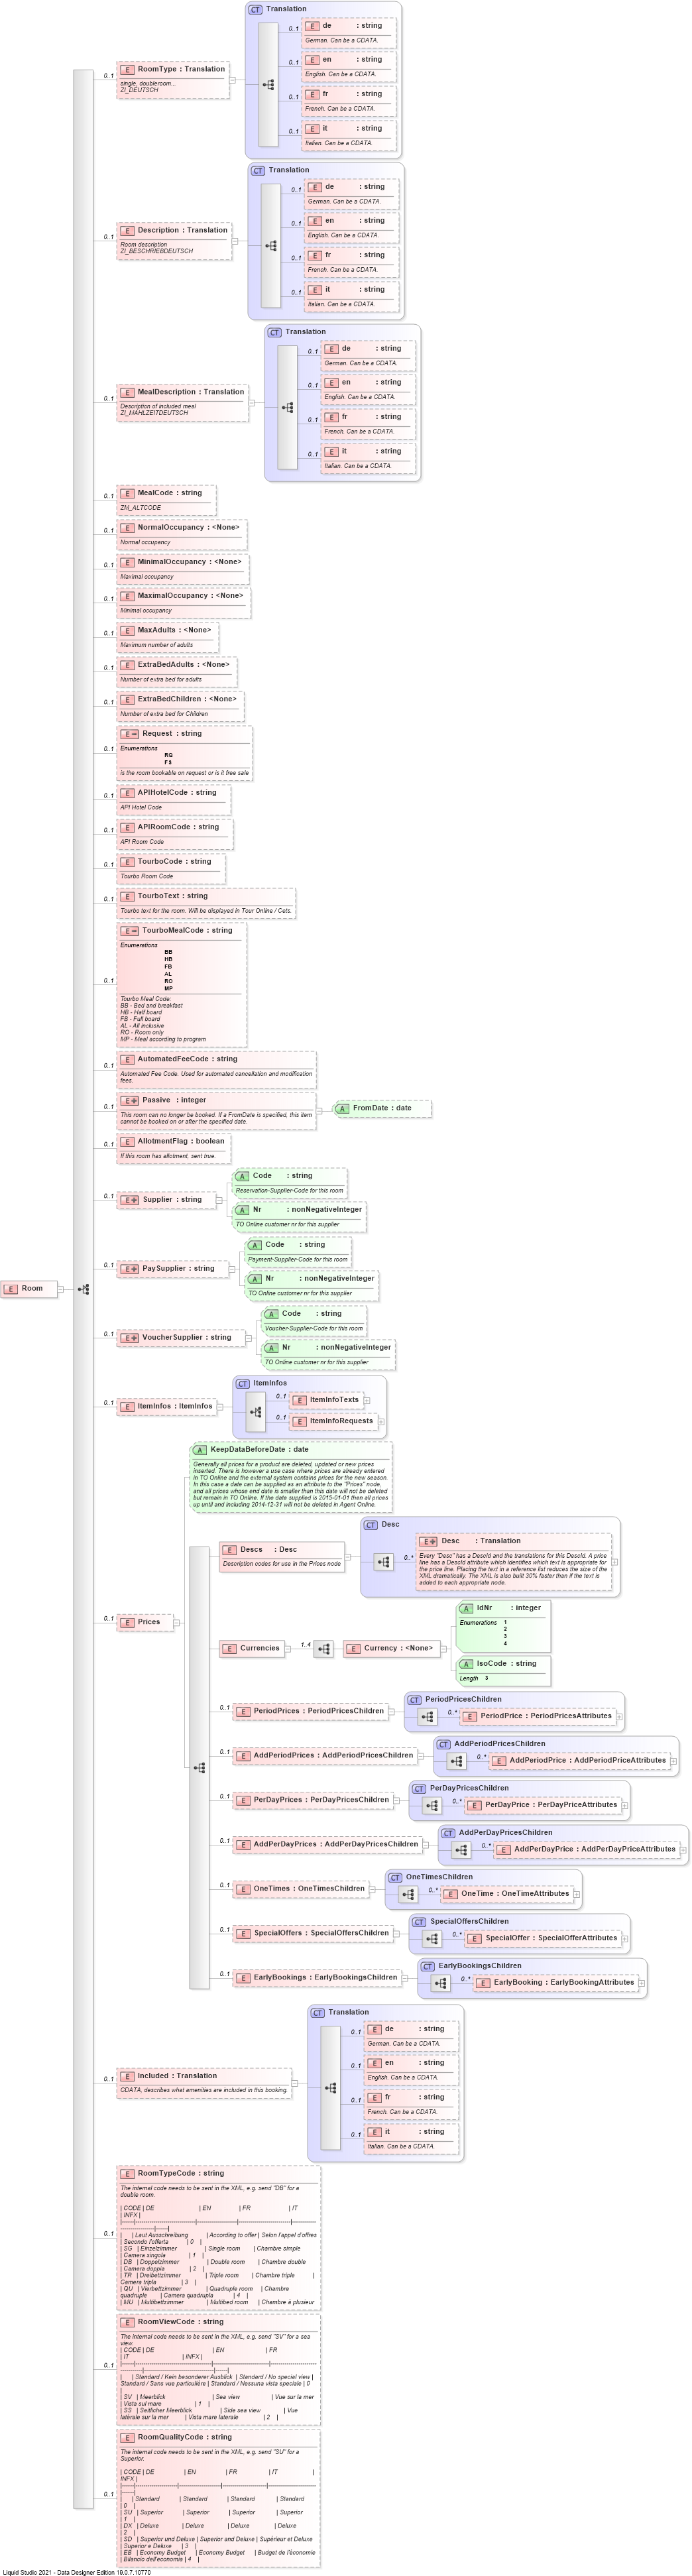 CT Translation
0..1 E de : string
German. Can be a CDATA.
0..1 E en : string
English. Can be a CDATA.
0..1 E fr : string
French. Can be a CDATA.
0..1 E it : string
Italian. Can be a CDATA.
0..1 E RoomType : Translation
single, doubleroom...
ZI_DEUTSCH
CT Translation
0..1 E de : string
German. Can be a CDATA.
0..1 E en : string
English. Can be a CDATA.
0..1 E fr : string
French. Can be a CDATA.
0..1 E it : string
Italian. Can be a CDATA.
0..1 E Description : Translation
Room description
ZI_BESCHRIEBDEUTSCH
CT Translation
0..1 E de : string
German. Can be a CDATA.
0..1 E en : string
English. Can be a CDATA.
0..1 E fr : string
French. Can be a CDATA.
0..1 E it : string
Italian. Can be a CDATA.
0..1 E MealDescription : Translation
Description of included meal
ZI_MAHLZEITDEUTSCH
0..1 E MealCode : string
ZM_ALTCODE
0..1 E NormalOccupancy : <None>
Normal occupancy
0..1 E MinimalOccupancy : <None>
Maximal occupancy
0..1 E MaximalOccupancy : <None>
Minimal occupancy
0..1 E MaxAdults : <None>
Maximum number of adults
0..1 E ExtraBedAdults : <None>
Number of extra bed for adults
0..1 E ExtraBedChildren : <None>
Number of extra bed for Children
0..1 E Request : string
Enumerations
RQ
FS
is the room bookable on request or is it free sale
0..1 E APIHotelCode : string
API Hotel Code
0..1 E APIRoomCode : string
API Room Code
0..1 E TourboCode : string
Tourbo Room Code
0..1 E TourboText : string
Tourbo text for the room. Will be displayed in Tour Online / Cets.
0..1 E TourboMealCode : string
Enumerations
BB
HB
FB
AL
RO
MP
Tourbo Meal Code:
BB - Bed and breakfast
HB - Half board
FB - Full board
AL - All inclusive
RO - Room only
MP - Meal according to program
0..1 E AutomatedFeeCode : string
Automated Fee Code. Used for automated cancellation and modification
fees.
0..1 E Passive : integer
This room can no longer be booked. If a FromDate is specified, this item
cannot be booked on or after the specified date.
A FromDate : date
0..1 E AllotmentFlag : boolean
If this room has allotment, sent true.
0..1 E Supplier : string
A Code : string
Reservation-Supplier-Code for this room
A Nr : nonNegativeInteger
TO Online customer nr for this supplier
0..1 E PaySupplier : string
A Code : string
Payment-Supplier-Code for this room
A Nr : nonNegativeInteger
TO Online customer nr for this supplier
E Room
0..1 E VoucherSupplier : string
A Code : string
Voucher-Supplier-Code for this room
A Nr : nonNegativeInteger
TO Online customer nr for this supplier
0..1 E ItemInfos : ItemInfos
CT ItemInfos
0..1 E ItemInfoTexts
0..1 E ItemInfoRequests
A KeepDataBeforeDate : date
Generally all prices for a product are deleted, updated or new prices
inserted. There is however a use case where prices are already entered
in TO Online and the external system contains prices for the new season.
In this case a date can be supplied as an attribute to the "Prices" node,
and all prices whose end date is smaller than this date will not be deleted
but remain in TO Online. If the date supplied is 2015-01-01 then all prices
up until and including 2014-12-31 will not be deleted in Agent Online.
0..1 E Prices
E Descs : Desc
Description codes for use in the Prices node
CT Desc
0..* E Desc : Translation
Every "Desc" has a DescId and the translations for this DescId. A price
line has a DescId attribute which identifies which text is appropriate for
the price line. Placing the text in a reference list reduces the size of the
XML dramatically. The XML is also built 30% faster than if the text is
added to each appropriate node.
E Currencies 1..4 E Currency : <None>
A IdNr : integer
Enumerations 1
2
3
4
A IsoCode : string
Length 3
0..1 E PeriodPrices : PeriodPricesChildren
CT PeriodPricesChildren
0..* E PeriodPrice : PeriodPricesAttributes
0..1 E AddPeriodPrices : AddPeriodPricesChildren
CT AddPeriodPricesChildren
0..* E AddPeriodPrice : AddPeriodPriceAttributes
0..1 E PerDayPrices : PerDayPricesChildren
CT PerDayPricesChildren
0..* E PerDayPrice : PerDayPriceAttributes
0..1 E AddPerDayPrices : AddPerDayPricesChildren
CT AddPerDayPricesChildren
0..* E AddPerDayPrice : AddPerDayPriceAttributes
0..1 E OneTimes : OneTimesChildren
CT OneTimesChildren
0..* E OneTime : OneTimeAttributes
0..1 E SpecialOffers : SpecialOffersChildren
CT SpecialOffersChildren
0..* E SpecialOffer : SpecialOfferAttributes
0..1 E EarlyBookings : EarlyBookingsChildren
CT EarlyBookingsChildren
0..* E EarlyBooking : EarlyBookingAttributes
CT Translation
0..1 E de : string
German. Can be a CDATA.
0..1 E en : string
English. Can be a CDATA.
0..1 E fr : string
French. Can be a CDATA.
0..1 E it : string
Italian. Can be a CDATA.
0..1 E Included : Translation
CDATA, describes what amenities are included in this booking.
0..1 E RoomTypeCode : string
The internal code needs to be sent in the XML, e.g. send "DB" for a
double room.
| CODE | DE | EN | FR | IT
| INFX |
| | Laut Ausschreibung | According to offer | Selon l'appel d'offres
| Secondo l'offerta | 0 |
| SG | Einzelzimmer | Single room | Chambre simple |
Camera singola | 1 |
| DB | Doppelzimmer | Double room | Chambre double
| Camera doppia | 2 |
| TR | Dreibettzimmer | Triple room | Chambre triple |
Camera tripla | 3 |
| QU | Vierbettzimmer | Quadruple room | Chambre
quadruple | Camera quadrupla | 4 |
| MU | Multibettzimmer | Multibed room | Chambre à plusieur
0..1 E RoomViewCode : string
The internal code needs to be sent in the XML, e.g. send "SV" for a sea
view.
| CODE | DE | EN | FR
| IT | INFX |
| | Standard / Kein besonderer Ausblick | Standard / No special view |
Standard / Sans vue particulière | Standard / Nessuna vista speciale | 0
|
| SV | Meerblick | Sea view | Vue sur la mer
| Vista sul mare | 1 |
| SS | Seitlicher Meerblick | Side sea view | Vue
latérale sur la mer | Vista mare laterale | 2 |
0..1 E RoomQualityCode : string
The internal code needs to be sent in the XML, e.g. send "SU" for a
Superior.
| CODE | DE | EN | FR | IT |
INFX |
| | Standard | Standard | Standard | Standard
| 0 |
| SU | Superior | Superior | Superior | Superior
| 1 |
| DX | Deluxe | Deluxe | Deluxe | Deluxe
| 2 |
| SD | Superior und Deluxe | Superior and Deluxe | Supérieur et Deluxe |
Superior e Deluxe | 3 |
| EB | Economy Budget | Economy Budget | Budget de l'économie
| Bilancio dell'economia | 4 |
Liquid Studio 2021 - Data Designer Edition 19.0.7.10770